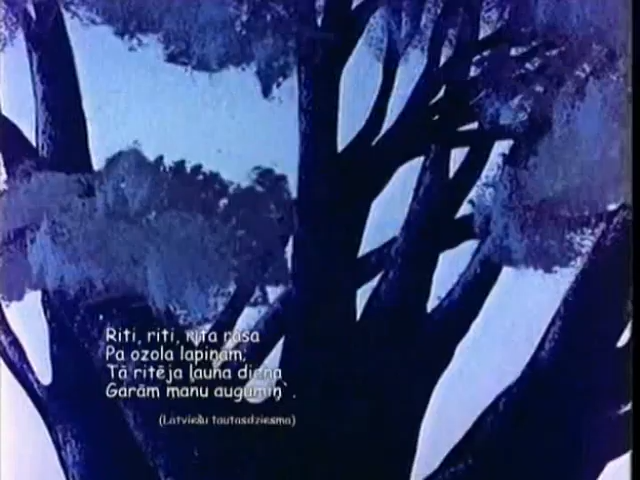 Riti, riti, rīta rasa
Pa ozola lapiņām;
Tā ritēja ļauna diena
Garām manu augumiņ`.
(Latviešu tautasdziesma)